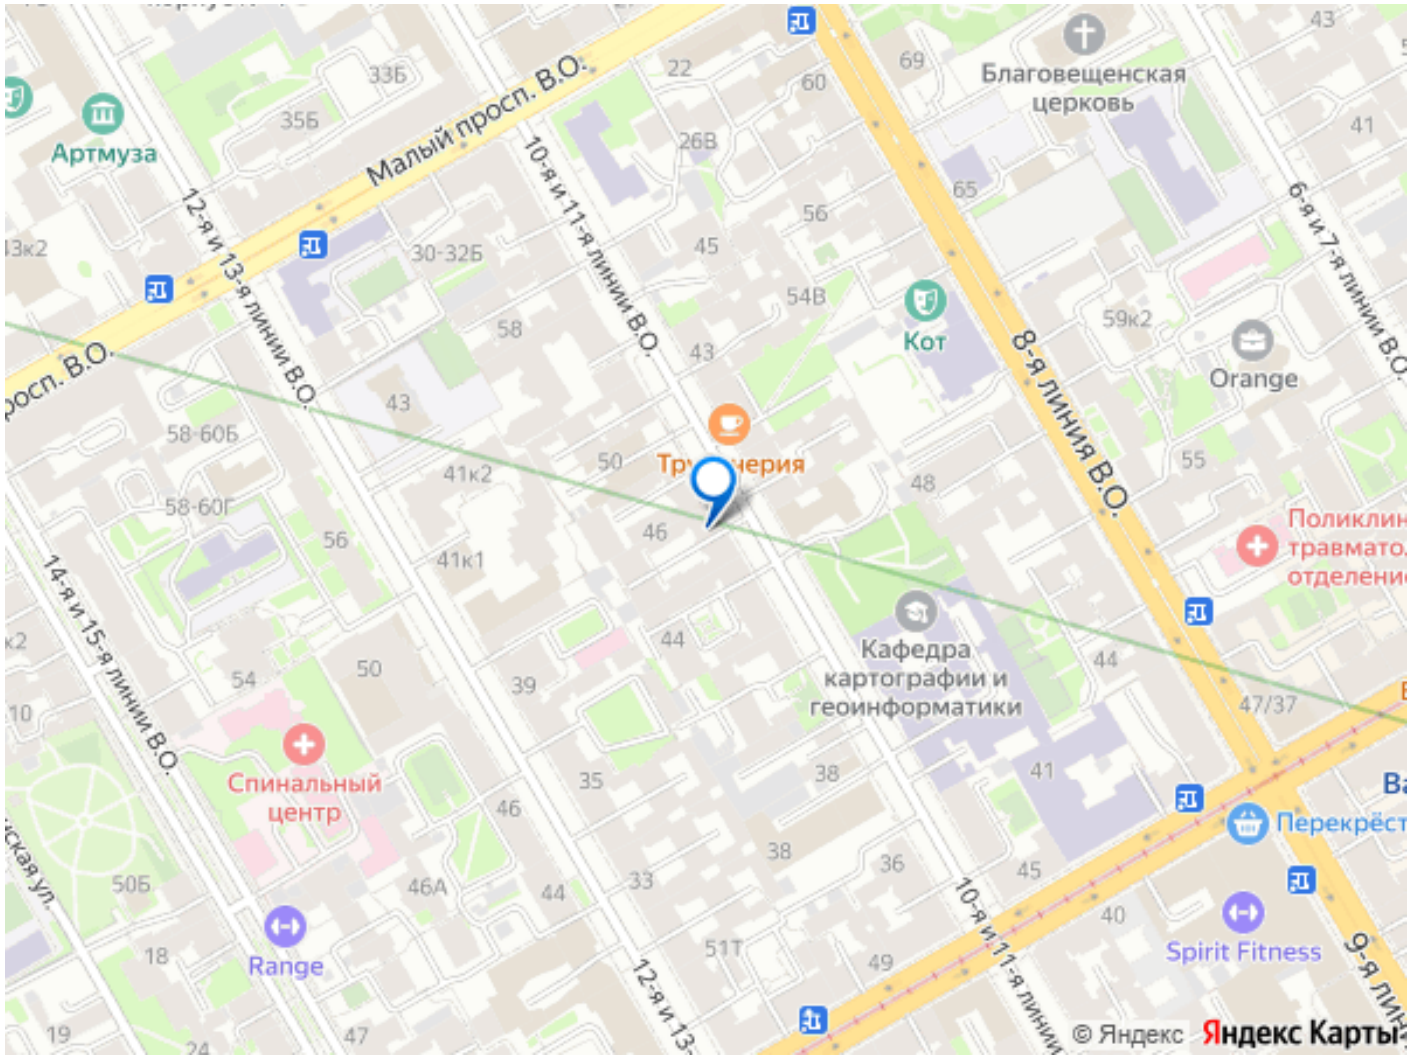 33Б
22
69
60
43
Благовещенская
церковь
Артмуза
35Б
Малый просп. В.О.
26В
41
10-я и 11-я линии В.О.
12-я и 13-я линии В.О.
65
56
6-я и 7-я линии В.О.
43к2
30-32Б
45
54В
Кот
59к2
58
43
8-я линия В.О.
Orange
просп. В.О.
43
58-60Б
41к2
50
48
55
58-60Г
56
46
41к1
14-я и 15-я линии В.О.
Кафедра
картографии и
геоинформатики
44
44
54
50
39
47/37
10
Спинальный
центр
35
38
41
46
Перекрёст
38
36
45
50Б
46А
44
33
40
10-я и 11-я линии
18
Range
51Т
49
Spirit Fitness
9-я лин
12-я и 13-
19
24
47
© Яндекс Яндекс Карты